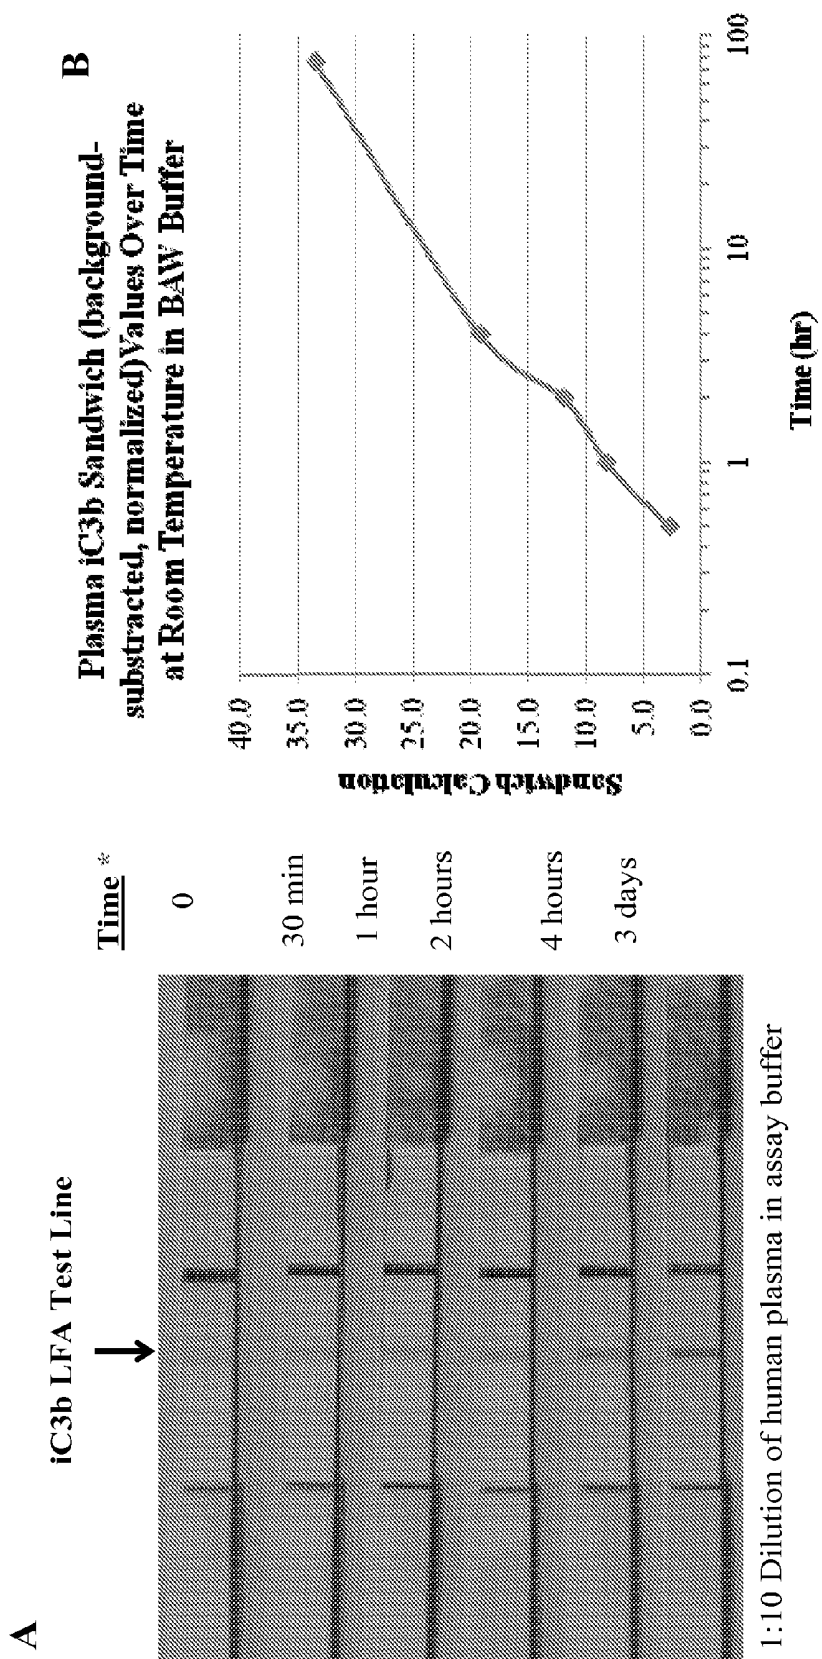 A
iC3b LFA Test Line
Time *
0
30 min
1 hour
2 hours
4 hours
3 days
1:10 Dilution of human plasma in assay buffer
B
Plasma iC3b Sandwich (background-
substracted, normalized) Values Over Time
at Room Temperature in BAW Buffer
Sandwich Calculation
40.0
35.0
30.0
25.0
20.0
15.0
10.0
5.0
0.0
0.1
1
10
100
Time (hr)